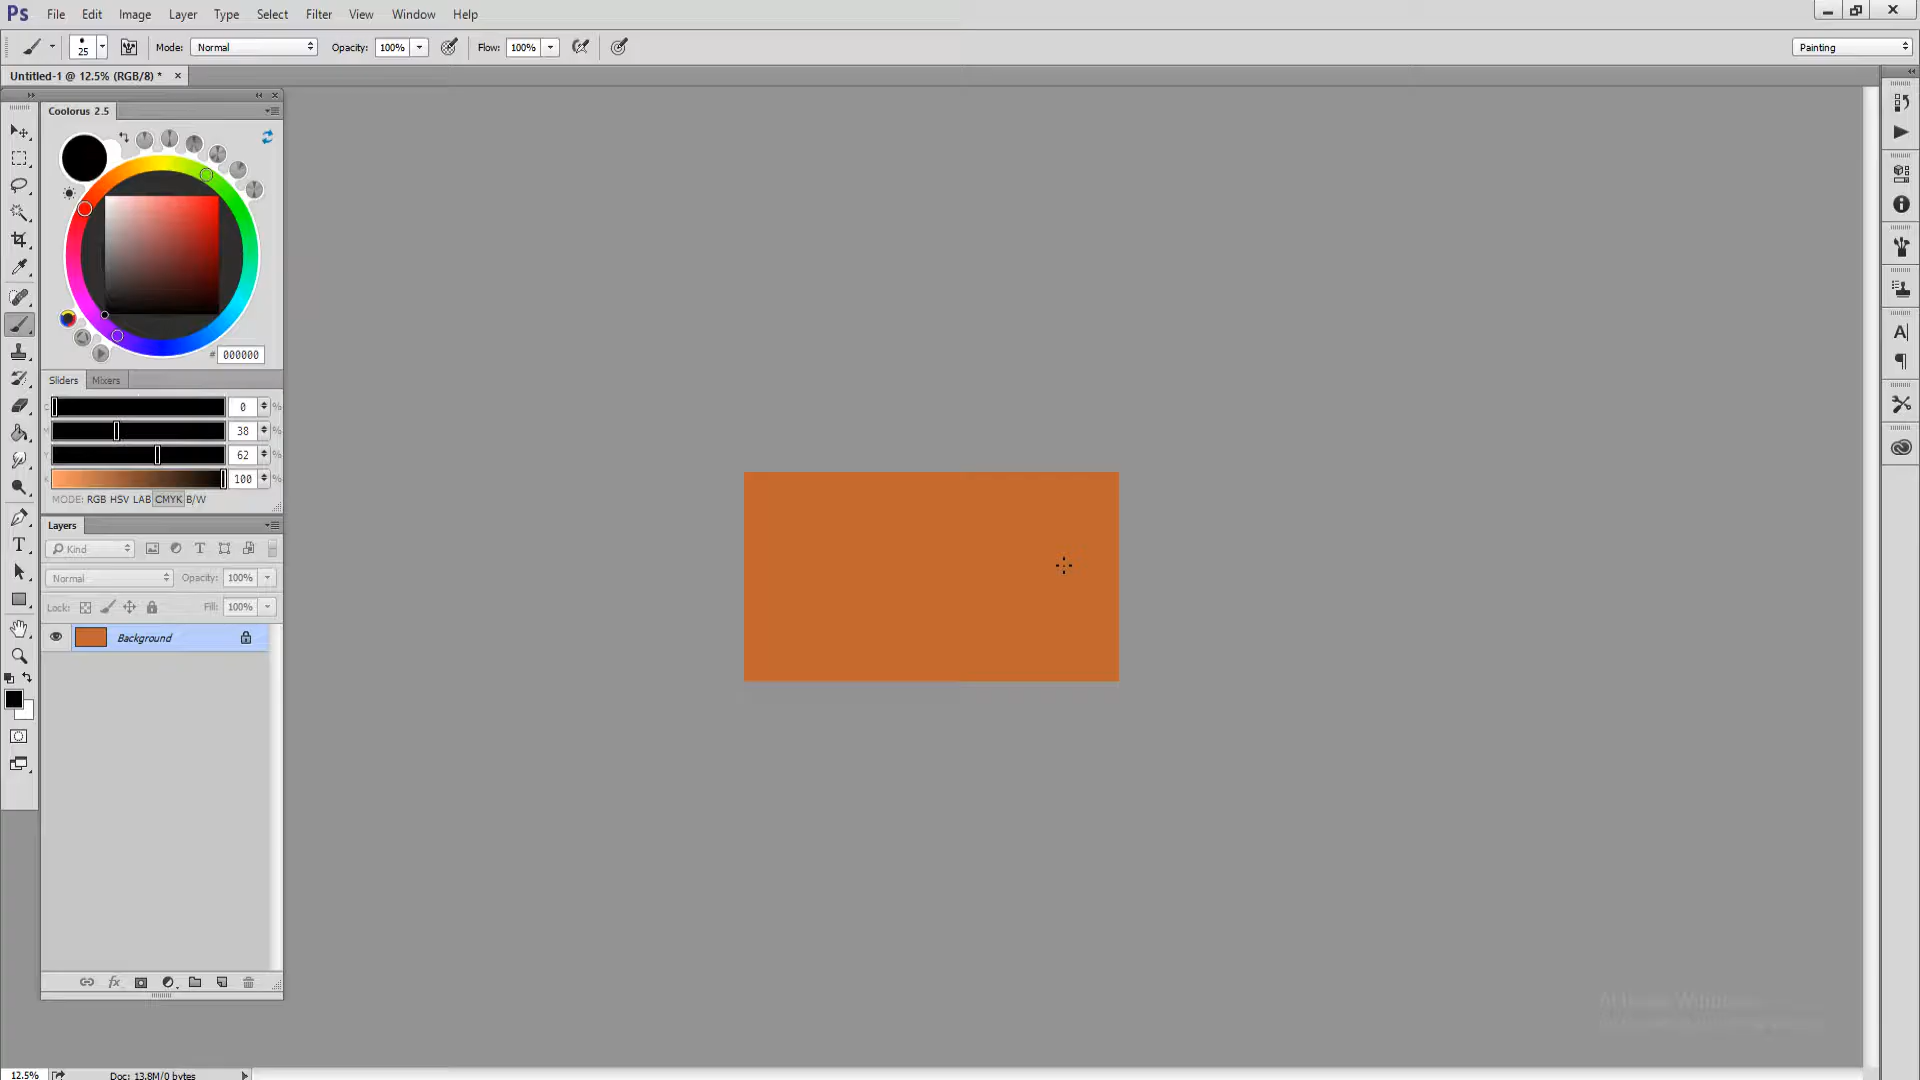 Ps File Edit Image Layer Type Select Filter View Window Help
25 Mode: Normal Opacity: 100% Flow: 100% Painting
Untitled-1 @ 12.5% (RGB/8) * ×
Coolorus 2.5
# 000000
Sliders Mixers
C 0 %
M 38 %
Y 62 %
K 100 %
MODE: RGB HSV LAB CMYK B/W
Layers
Kind
Normal Opacity: 100%
Lock: Fill: 100%
Background
12.5% Doc: 13.8M/0 bytes